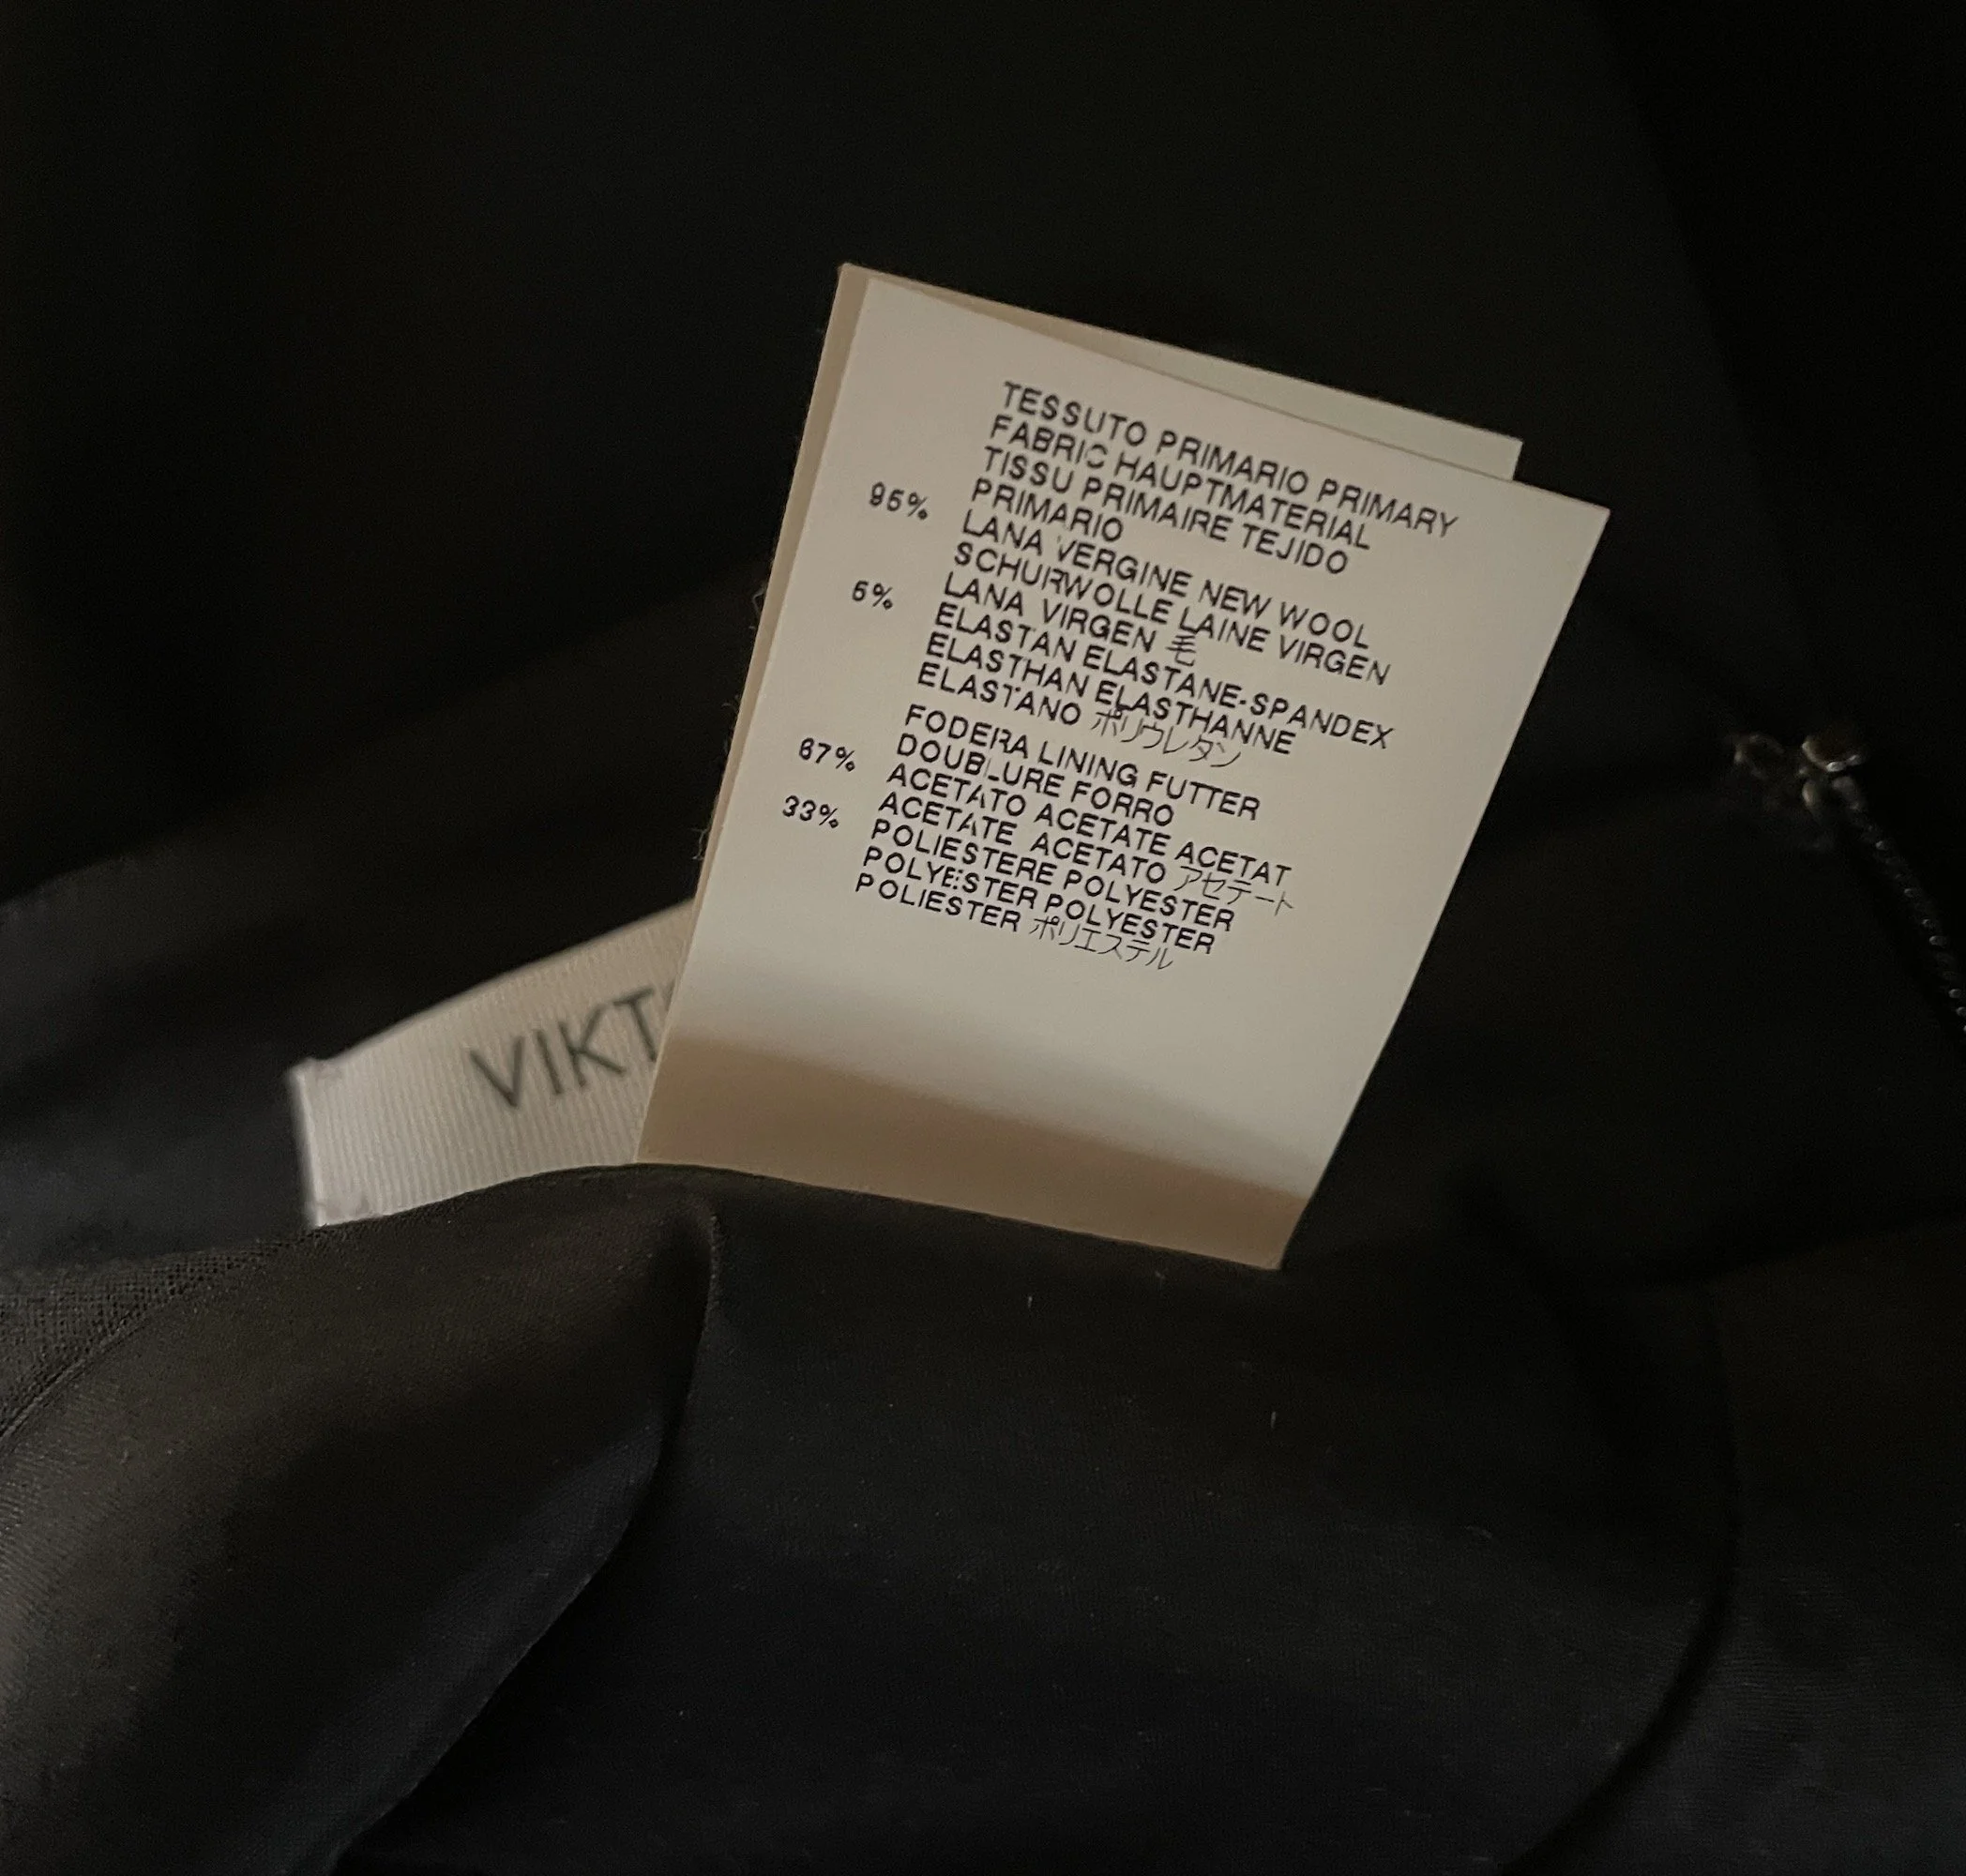 TESSUTO PRIMARIO PRIMARY
FABRIC HAUPTMATERIAL
TISSU PRIMAIRE TEJIDO
PRIMARIO
95% LANA VERGINE NEW WOOL
SCHURWOLLE LAINE VIRGEN
LANA VIRGEN 毛
5% ELASTAN ELASTANE-SPANDEX
ELASTHAN ELASTHANNE
ELASTANO ポリウレタン
FODERA LINING FUTTER
DOUBLURE FORRO
67% ACETATO ACETATE ACETAT
ACETATE ACETATO アセテート
33% POLIESTERE POLYESTER
POLYESTER POLYESTER
POLIESTER ポリエステル
VIKT